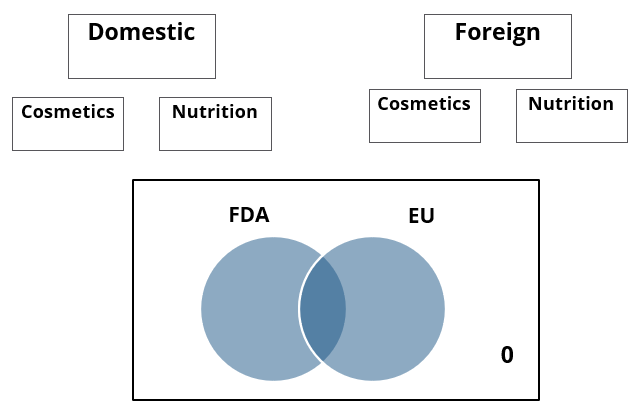 Domestic
Foreign
Cosmetics
Nutrition
Cosmetics
Nutrition
FDA
EU
0